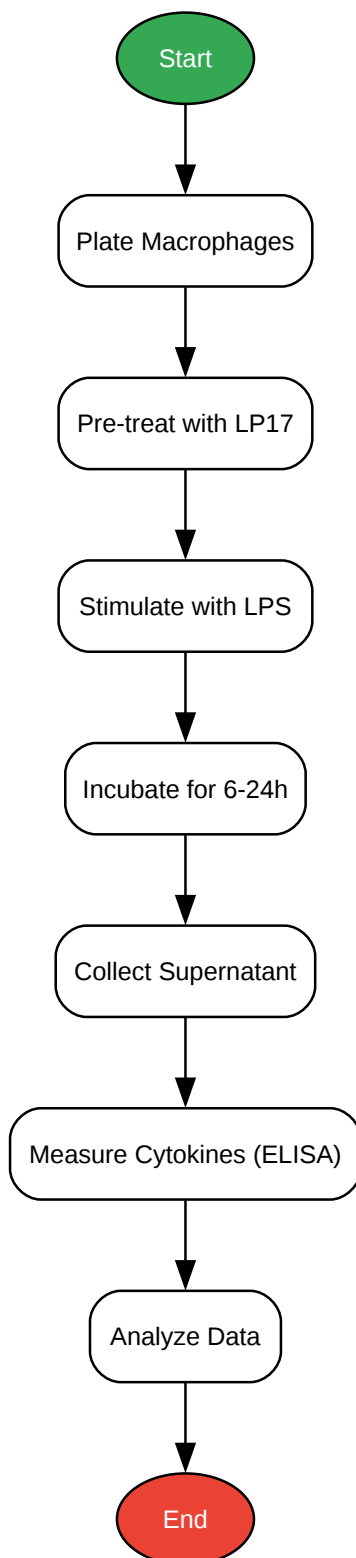 Start
Plate Macrophages
Pre-treat with LP17
Stimulate with LPS
Incubate for 6-24h
Collect Supernatant
Measure Cytokines (ELISA)
Analyze Data
End